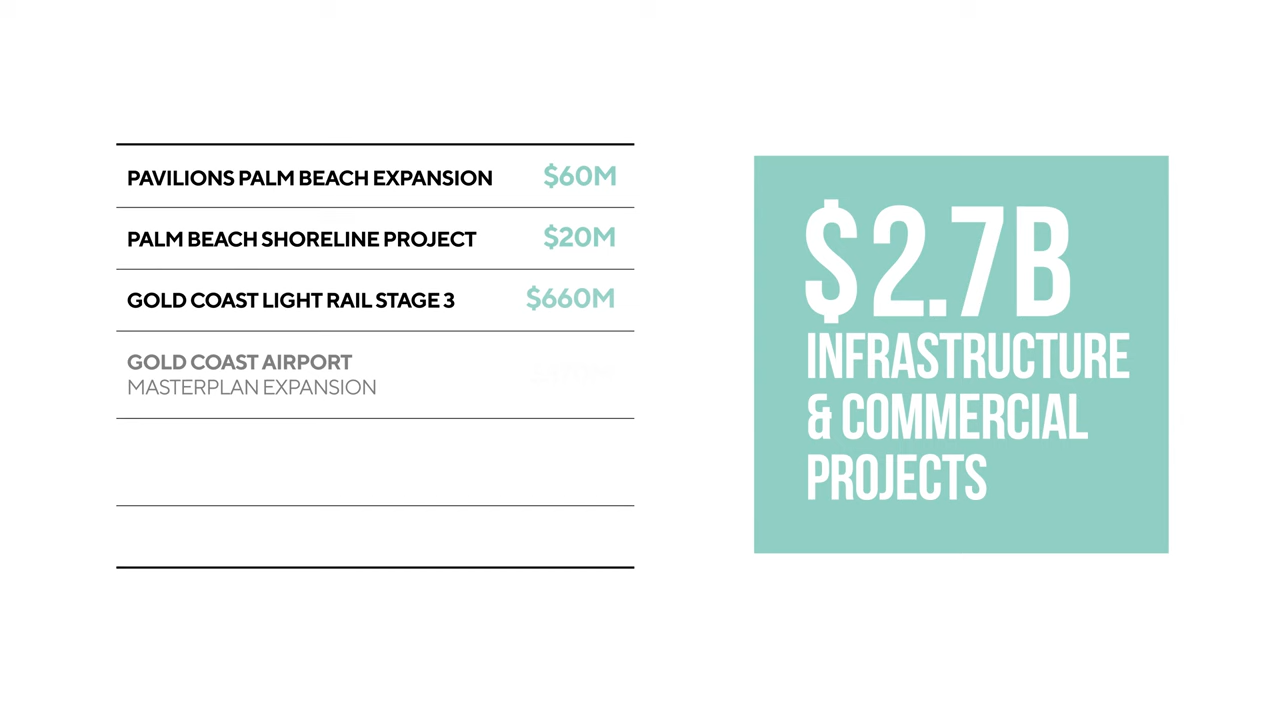 PAVILIONS PALM BEACH EXPANSION $60M
PALM BEACH SHORELINE PROJECT $20M
GOLD COAST LIGHT RAIL STAGE 3 $660M
GOLD COAST AIRPORT
MASTERPLAN EXPANSION
$2.7B
INFRASTRUCTURE
& COMMERCIAL
PROJECTS